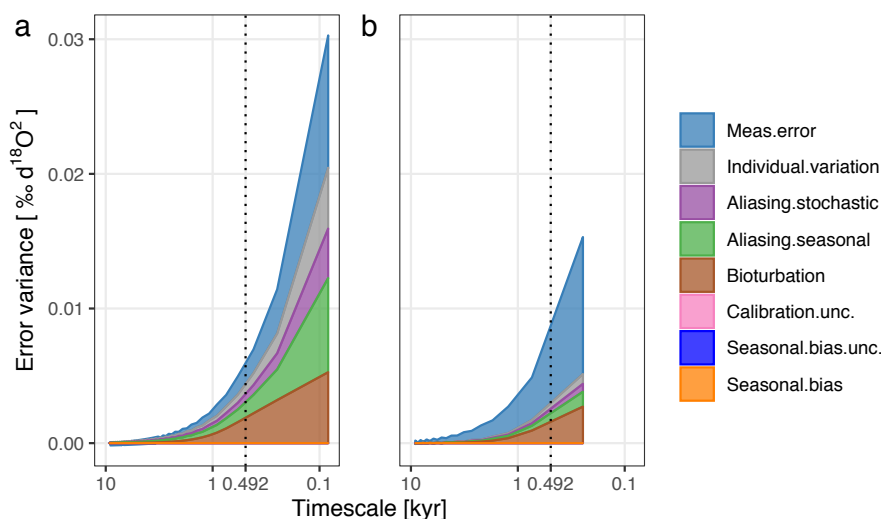 a
b
0.03
0.02
0.01
0.00
Error variance [ ‰ d¹⁸O² ]
10
1
0.492
0.1
10
1
0.492
0.1
Timescale [kyr]
Meas.error
Individual.variation
Aliasing.stochastic
Aliasing.seasonal
Bioturbation
Calibration.unc.
Seasonal.bias.unc.
Seasonal.bias